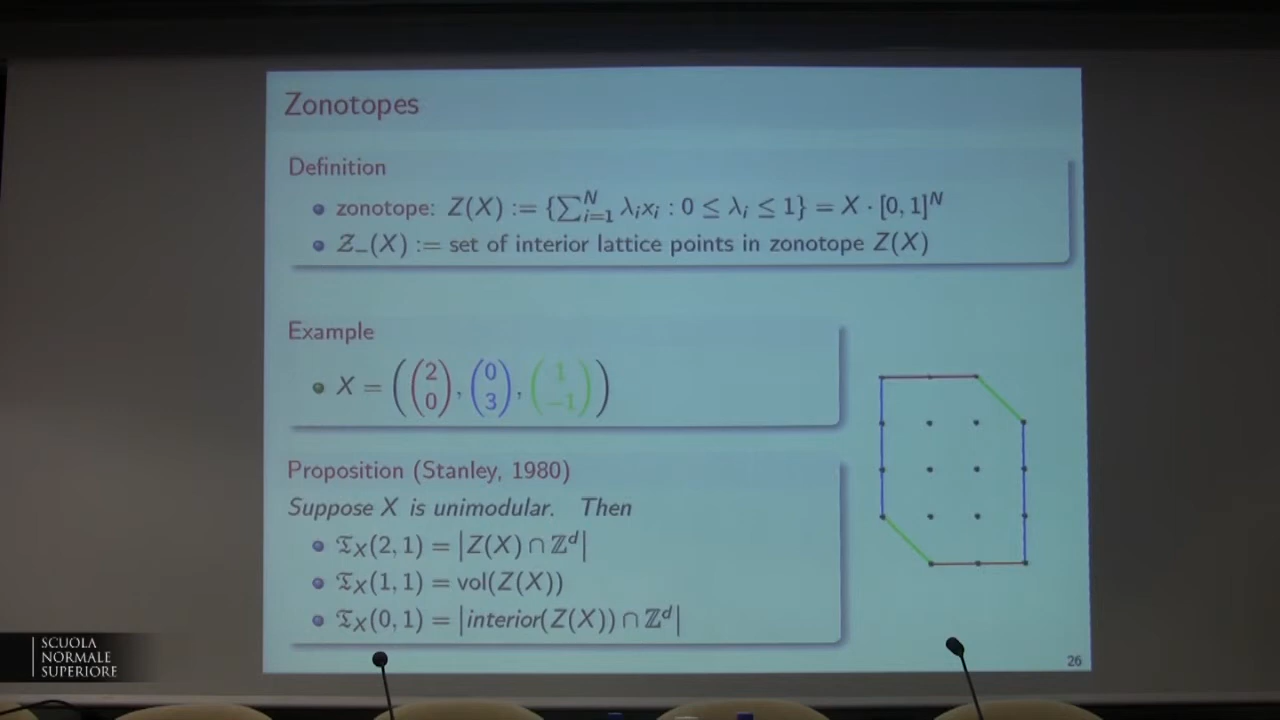 Zonotopes
Definition
• zonotope: Z(X) := {∑_{i=1}^{N} λ_i x_i : 0 ≤ λ_i ≤ 1} = X · [0, 1]^N
• 𝒵_−(X) := set of interior lattice points in zonotope Z(X)
Example
• X = ((2 0), (0 3), (1 −1))
Proposition (Stanley, 1980)
Suppose X is unimodular. Then
• 𝔗_X(2, 1) = |Z(X) ∩ ℤ^d|
• 𝔗_X(1, 1) = vol(Z(X))
• 𝔗_X(0, 1) = |interior(Z(X)) ∩ ℤ^d|
26
SCUOLA
NORMALE
SUPERIORE